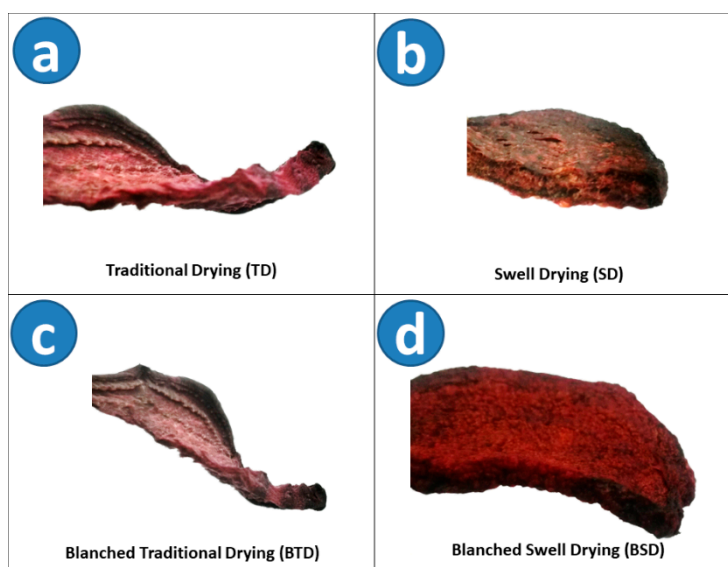 a
b
Traditional Drying (TD)
Swell Drying (SD)
c
d
Blanched Traditional Drying (BTD)
Blanched Swell Drying (BSD)